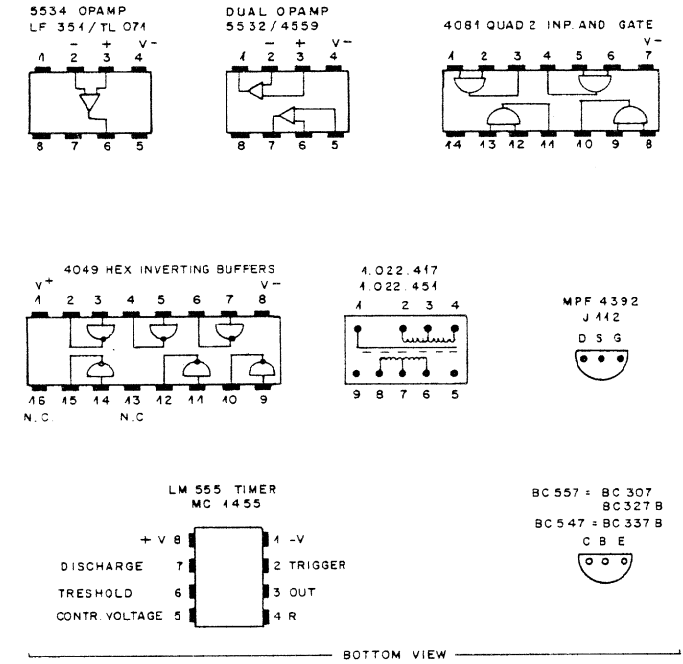 5534 OPAMP
LF 351/TL 071
– + V–
1 2 3 4
8 7 6 5
DUAL OPAMP
5532/4559
– + V–
1 2 3 4
8 7 6 5
4081 QUAD 2 INP. AND GATE
V–
1 2 3 4 5 6 7
14 13 12 11 10 9 8
4049 HEX INVERTING BUFFERS
V+ V–
1 2 3 4 5 6 7 8
16 15 14 13 12 11 10 9
N.C. N.C
1.022.417
1.022.451
1 2 3 4
9 8 7 6 5
MPF 4392
J 112
D S G
LM 555 TIMER
MC 1455
+ V 8 1 -V
DISCHARGE 7 2 TRIGGER
TRESHOLD 6 3 OUT
CONTR. VOLTAGE 5 4 R
BC 557 = BC 307
BC 327 B
BC 547 = BC 337 B
C B E
BOTTOM VIEW